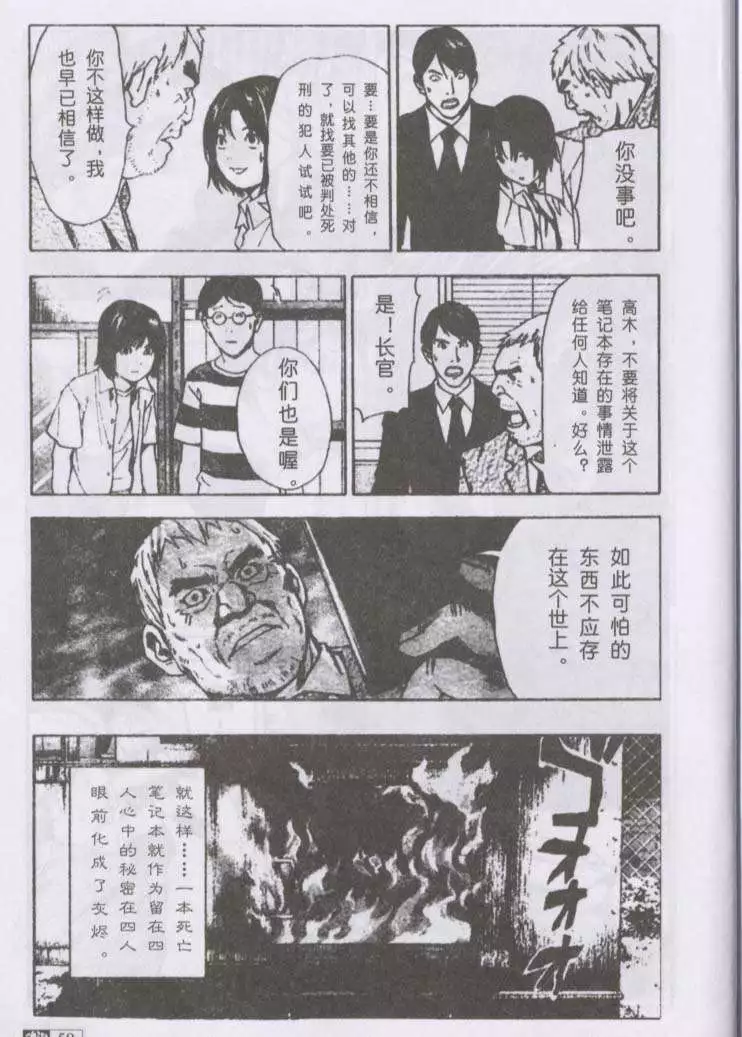 你没事吧。
要…要是你还不相信，
可以找其他的……对
了，就找要已被判处死
刑的犯人试试吧。
你不这样做，我
也早已相信了。
高木，不要将关于这个
笔记本存在的事情泄露
给任何人知道。好么？
是！长官。
你们也是喔。
如此可怕的
东西不应存
在这个世上。
ゴオオオオ
就这样……一本死亡
笔记本就作为留在四
人心中的秘密在四人
眼前化成了灰烬。